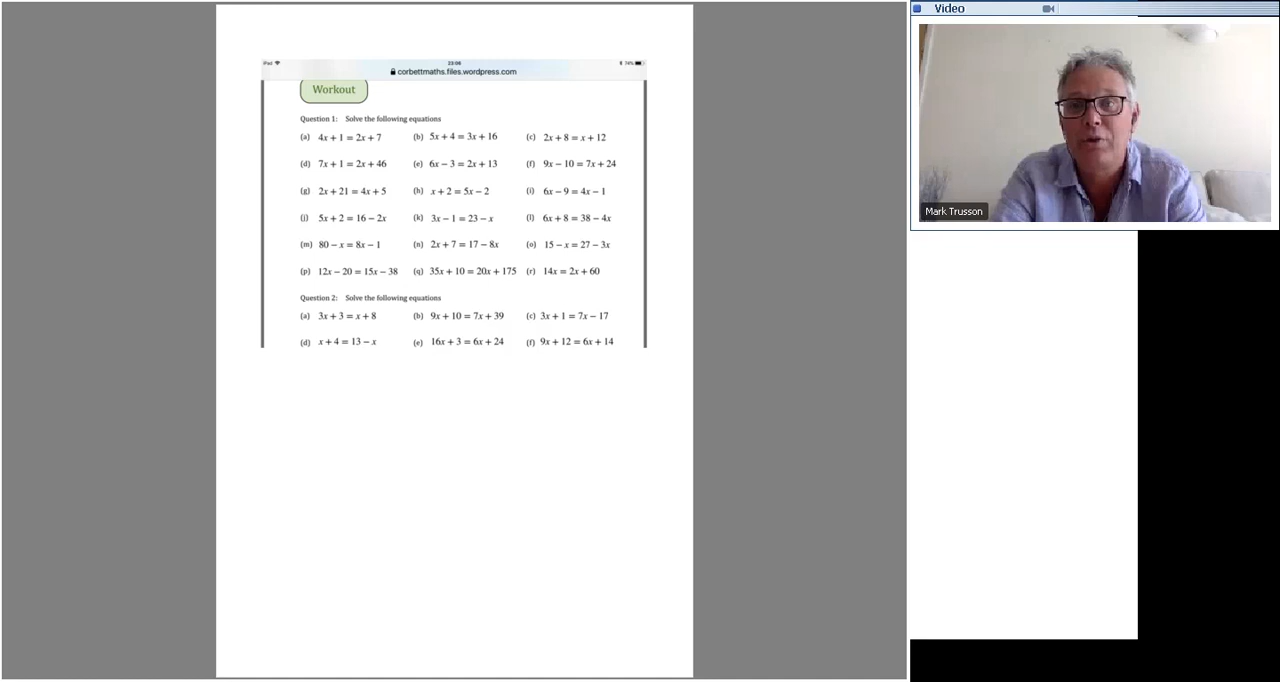 Video
iPad 23:06 74%
corbettmaths.files.wordpress.com
Workout
Question 1: Solve the following equations
(a) 4x + 1 = 2x + 7 (b) 5x + 4 = 3x + 16 (c) 2x + 8 = x + 12
(d) 7x + 1 = 2x + 46 (e) 6x − 3 = 2x + 13 (f) 9x − 10 = 7x + 24
(g) 2x + 21 = 4x + 5 (h) x + 2 = 5x − 2 (i) 6x − 9 = 4x − 1
(j) 5x + 2 = 16 − 2x (k) 3x − 1 = 23 − x (l) 6x + 8 = 38 − 4x
(m) 80 − x = 8x − 1 (n) 2x + 7 = 17 − 8x (o) 15 − x = 27 − 3x
(p) 12x − 20 = 15x − 38 (q) 35x + 10 = 20x + 175 (r) 14x = 2x + 60
Question 2: Solve the following equations
(a) 3x + 3 = x + 8 (b) 9x + 10 = 7x + 39 (c) 3x + 1 = 7x − 17
(d) x + 4 = 13 − x (e) 16x + 3 = 6x + 24 (f) 9x + 12 = 6x + 14
Mark Trusson